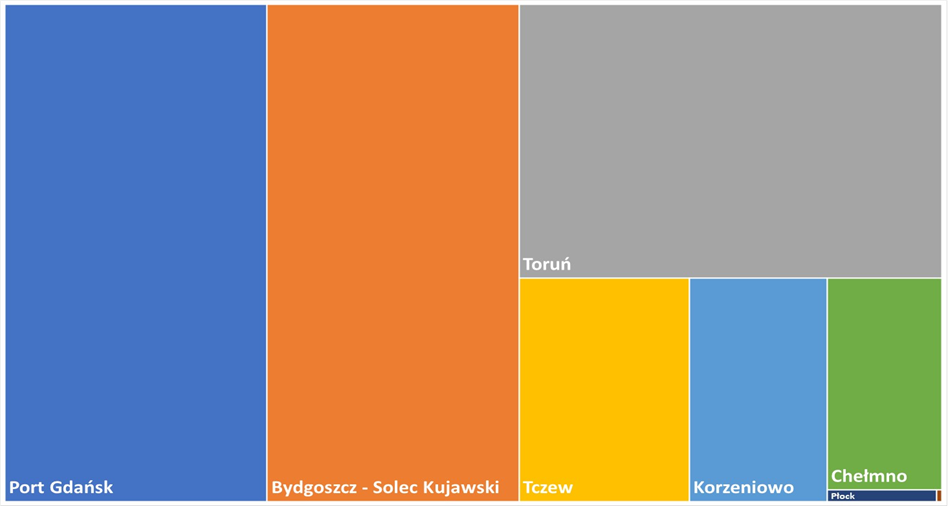 Toruń
Port Gdańsk
Bydgoszcz - Solec Kujawski
Tczew
Korzeniowo
Chełmno
Płock